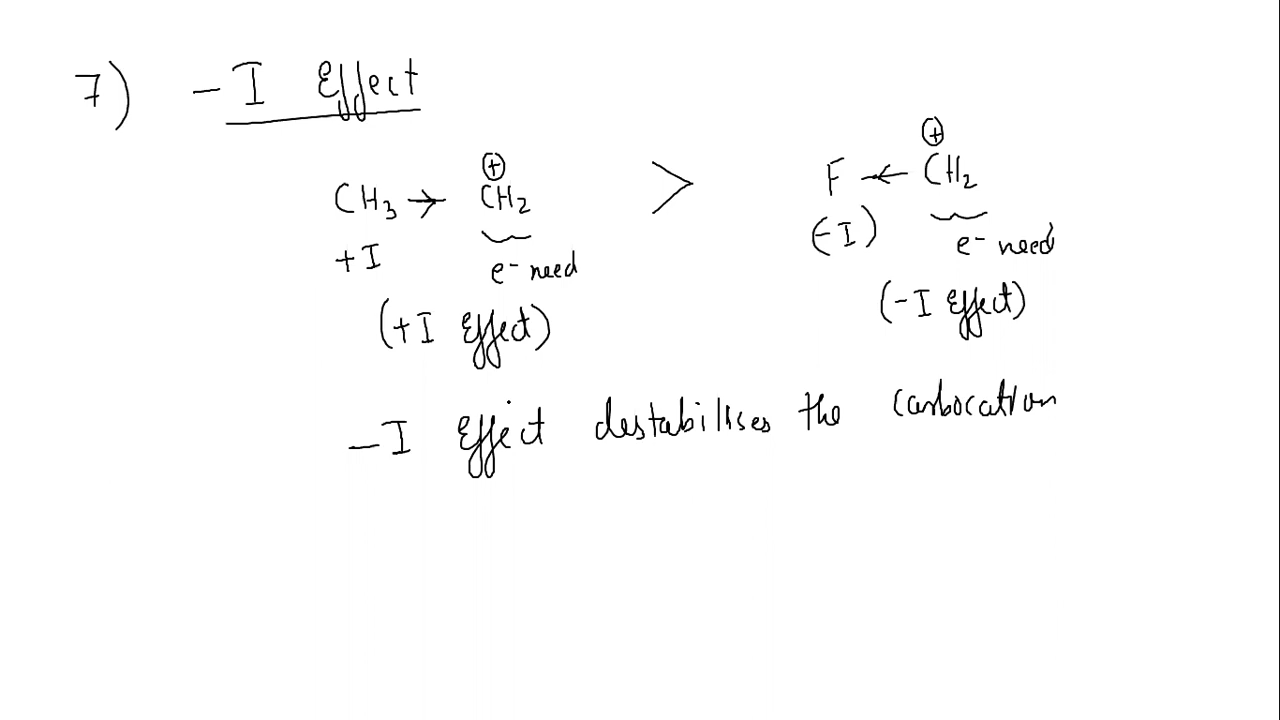 7) - I Effect
CH₃ → CH₂⊕ > F ← CH₂⊕
+I e⁻ need (-I) e⁻ need
(+I Effect) (-I Effect)
-I Effect destabilises the carbocation